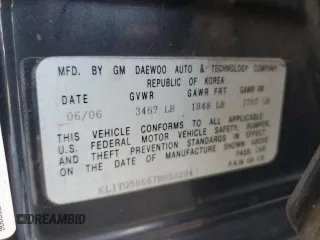 MFD. BY GM DAEWOO AUTO & TECHNOLOGY COMPANY
REPUBLIC OF KOREA
DATE GVWR GAWR FRT GAWR RR
06/06 3467 LB 1848 LB
THIS VEHICLE CONFORMS TO ALL APPLICABLE
U.S. FEDERAL MOTOR VEHICLE SAFETY, BUMPER,
AND THEFT PREVENTION STANDARDS IN EFFECT
ON THE DATE OF MANUFACTURE SHOWN ABOVE
PASS CAR
DREAMBID